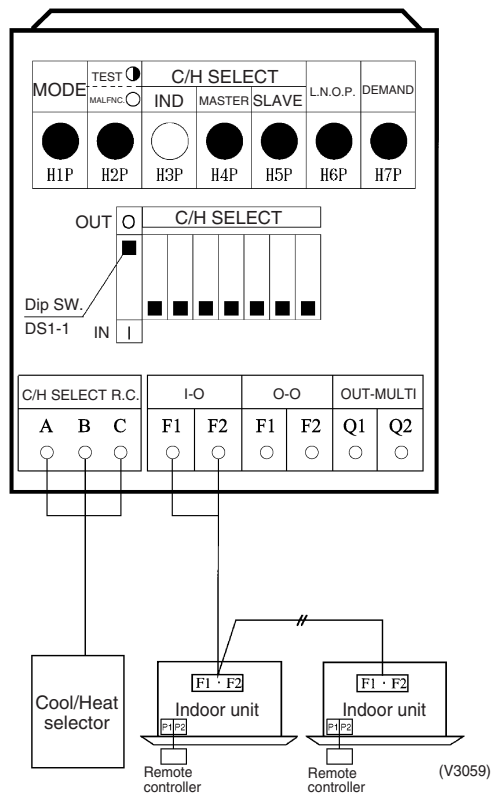 MODE TEST C/H SELECT L.N.O.P. DEMAND
MALFNC. IND MASTER SLAVE
H1P H2P H3P H4P H5P H6P H7P
OUT O C/H SELECT
Dip SW.
DS1-1 IN I
C/H SELECT R.C. I-O O-O OUT-MULTI
A B C F1 F2 F1 F2 Q1 Q2
F1 · F2 F1 · F2
Cool/Heat
selector
Indoor unit Indoor unit
P1 P2 P1 P2
Remote
controller
Remote
controller
(V3059)